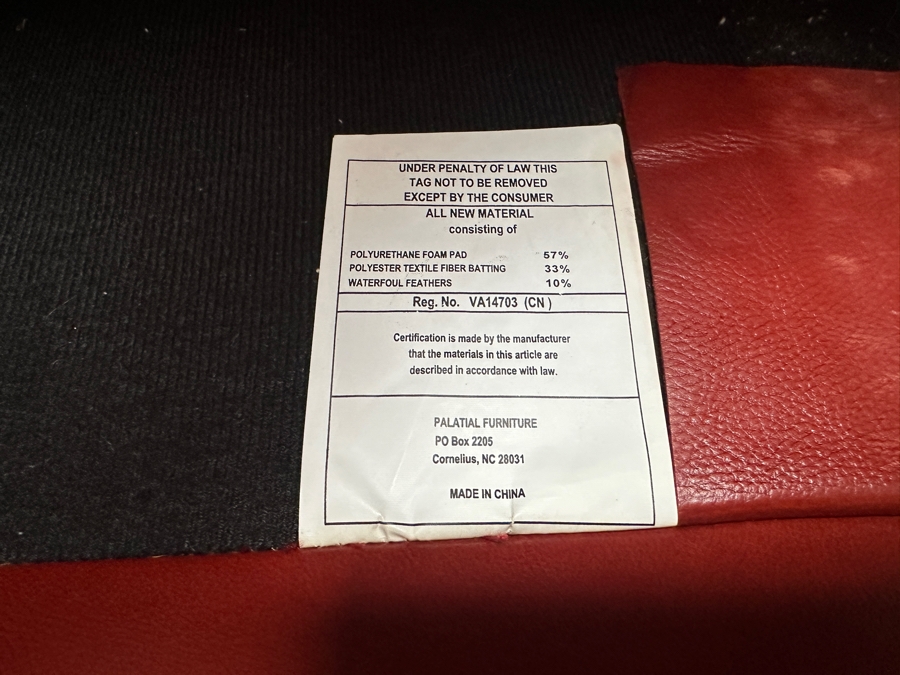 UNDER PENALTY OF LAW THIS
TAG NOT TO BE REMOVED
EXCEPT BY THE CONSUMER
ALL NEW MATERIAL
consisting of
POLYURETHANE FOAM PAD 57%
POLYESTER TEXTILE FIBER BATTING 33%
WATERFOUL FEATHERS 10%
Reg. No. VA14703 (CN )
Certification is made by the manufacturer
that the materials in this article are
described in accordance with law.
PALATIAL FURNITURE
PO Box 2205
Cornelius, NC 28031
MADE IN CHINA